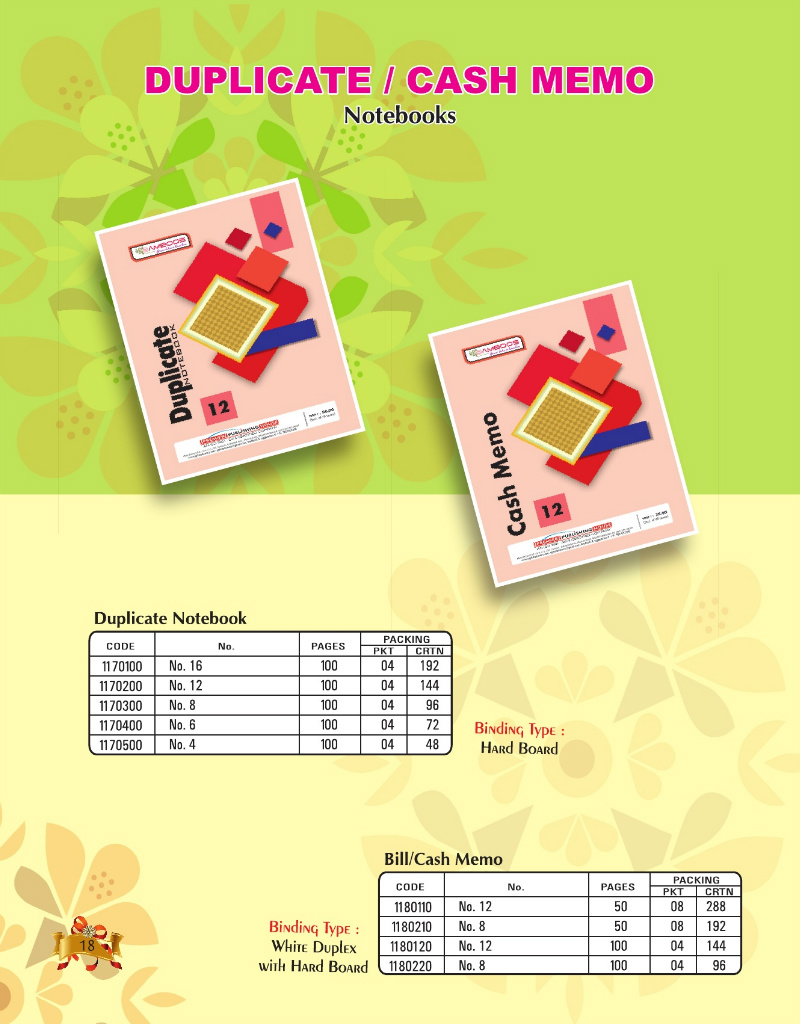 DUPLICATE / CASH MEMO
Notebooks
Duplicate
NOTEBOOK
12
PUBLISHING HOUSE
Cash Memo
12
PUBLISHING HOUSE
Duplicate Notebook
CODE No. PAGES PACKING
PKT CRTN
1170100 No. 16 100 04 192
1170200 No. 12 100 04 144
1170300 No. 8 100 04 96
1170400 No. 6 100 04 72
1170500 No. 4 100 04 48
Binding Type :
Hard Board
Bill/Cash Memo
CODE No. PAGES PACKING
PKT CRTN
1180110 No. 12 50 08 288
1180210 No. 8 50 08 192
1180120 No. 12 100 04 144
1180220 No. 8 100 04 96
Binding Type :
White Duplex
with Hard Board
18